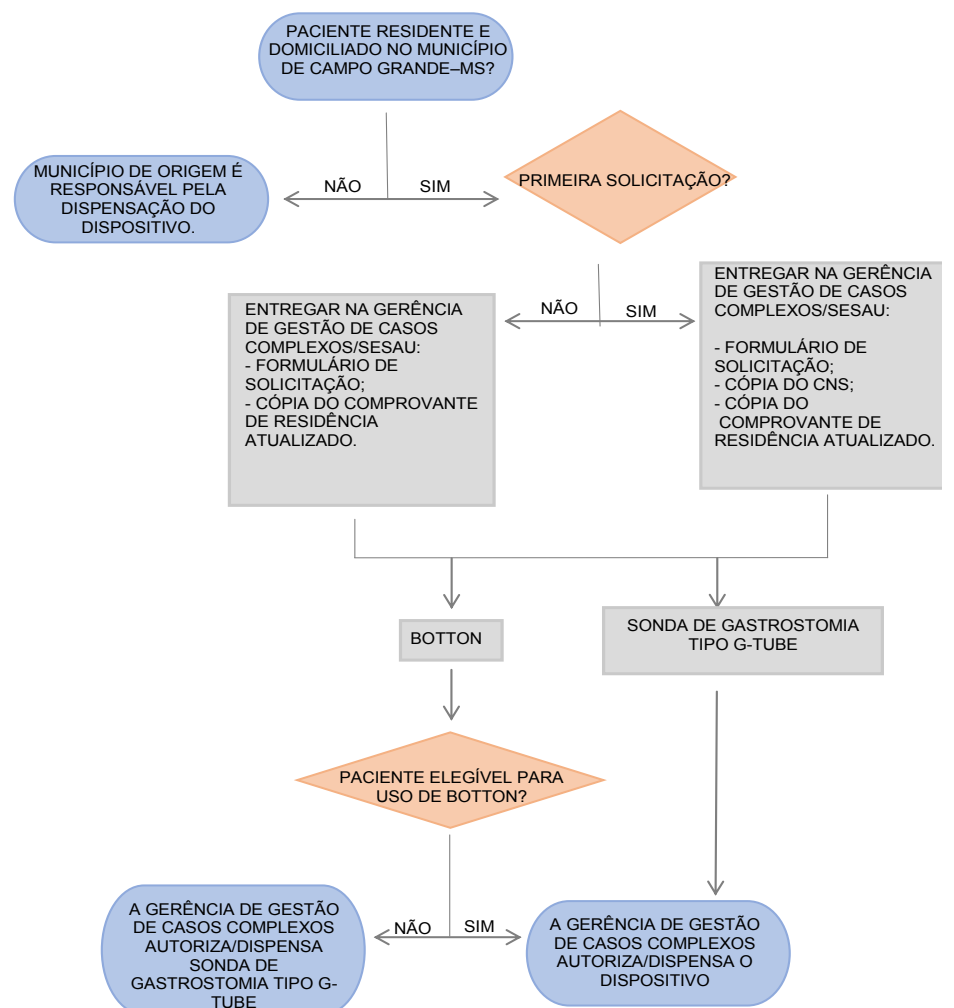 PACIENTE RESIDENTE E
DOMICILIADO NO MUNICÍPIO
DE CAMPO GRANDE–MS?
MUNICÍPIO DE ORIGEM É
RESPONSÁVEL PELA
DISPENSAÇÃO DO
DISPOSITIVO.
NÃO
SIM
PRIMEIRA SOLICITAÇÃO?
ENTREGAR NA GERÊNCIA
DE GESTÃO DE CASOS
COMPLEXOS/SESAU:
- FORMULÁRIO DE
SOLICITAÇÃO;
- CÓPIA DO COMPROVANTE
DE RESIDÊNCIA
ATUALIZADO.
NÃO
SIM
ENTREGAR NA GERÊNCIA
DE GESTÃO DE CASOS
COMPLEXOS/SESAU:
- FORMULÁRIO DE
SOLICITAÇÃO;
- CÓPIA DO CNS;
- CÓPIA DO
COMPROVANTE DE
RESIDÊNCIA ATUALIZADO.
BOTTON
SONDA DE GASTROSTOMIA
TIPO G-TUBE
PACIENTE ELEGÍVEL PARA
USO DE BOTTON?
A GERÊNCIA DE GESTÃO
DE CASOS COMPLEXOS
AUTORIZA/DISPENSA
SONDA DE
GASTROSTOMIA TIPO G-
TUBE
NÃO
SIM
A GERÊNCIA DE GESTÃO
DE CASOS COMPLEXOS
AUTORIZA/DISPENSA O
DISPOSITIVO